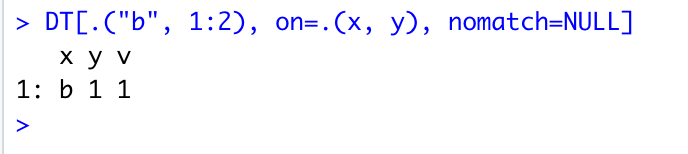 > DT[.("b", 1:2), on=.(x, y), nomatch=NULL]
   x y v
1: b 1 1
>